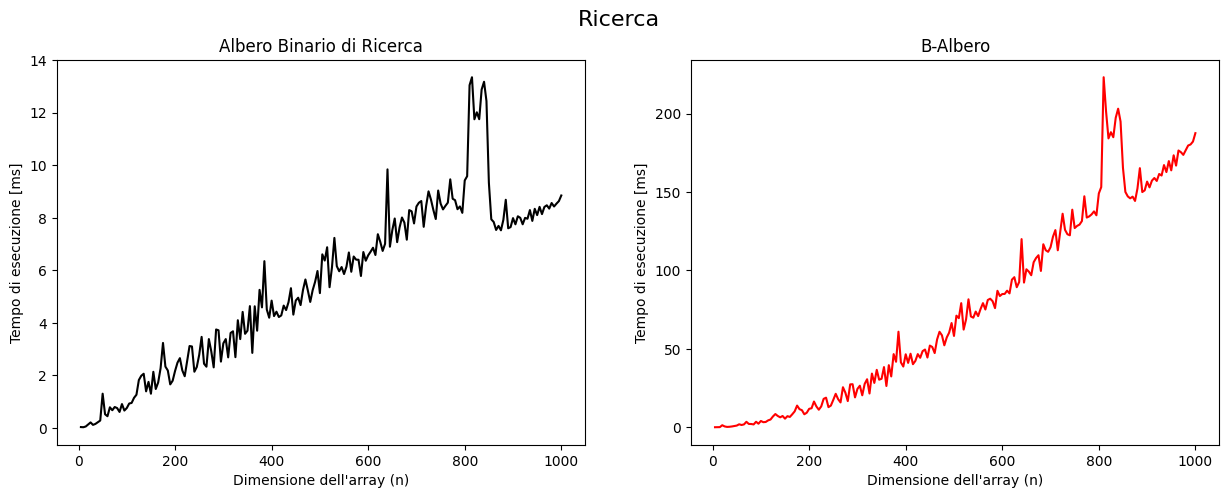 Ricerca
Albero Binario di Ricerca
Tempo di esecuzione [ms]
14
12
10
8
6
4
2
0
0 200 400 600 800 1000
Dimensione dell'array (n)
B-Albero
Tempo di esecuzione [ms]
200
150
100
50
0
0 200 400 600 800 1000
Dimensione dell'array (n)